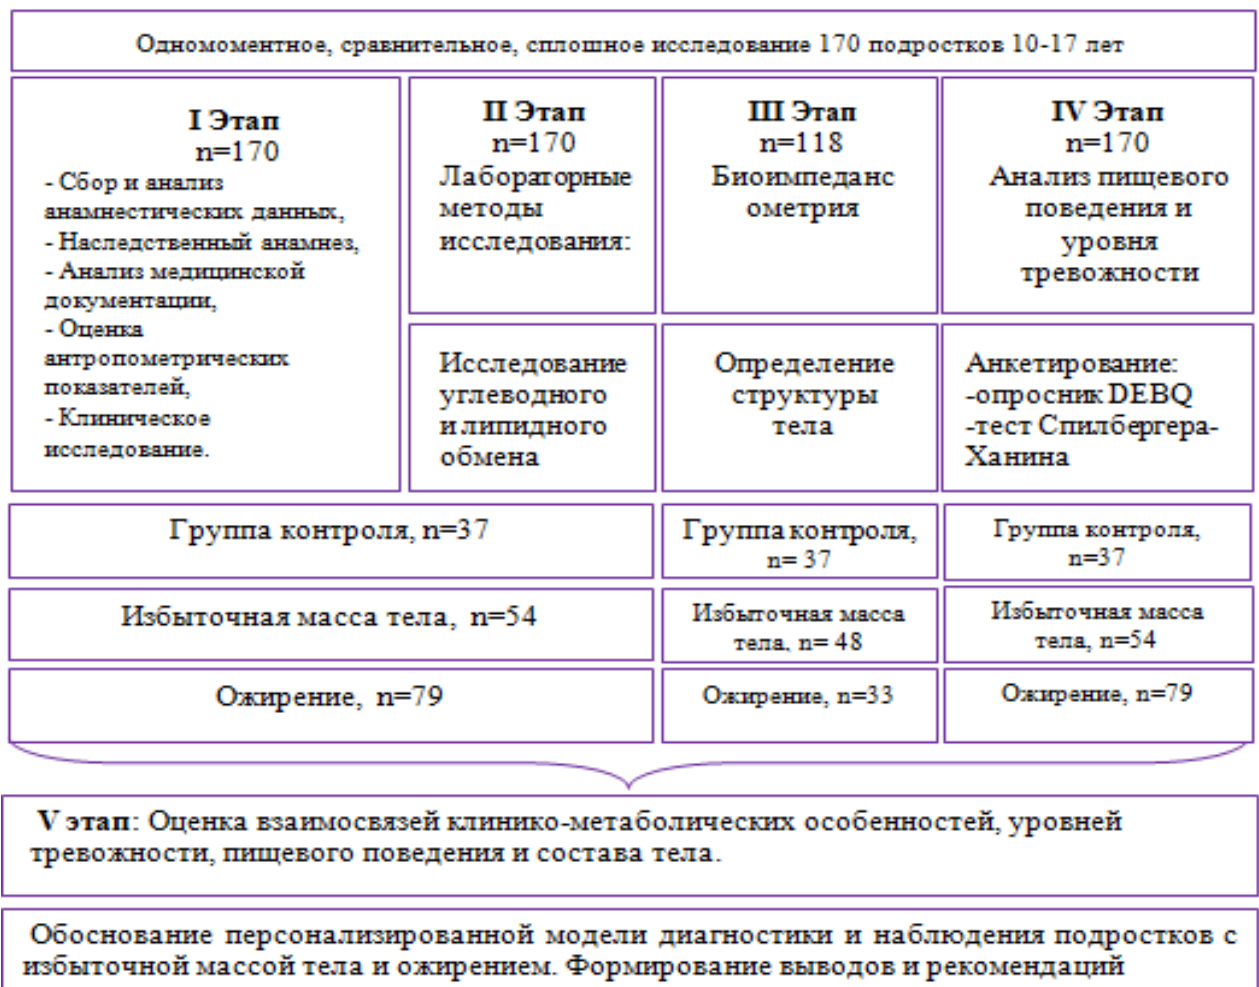 Одномоментное, сравнительное, сплошное исследование 170 подростков 10-17 лет
I Этап
n=170
- Сбор и анализ
анамнестических данных,
- Наследственный анамнез,
- Анализ медицинской
документации,
- Оценка
антропометрических
показателей,
- Клиническое
исследование.
II Этап
n=170
Лабораторные
методы
исследования:
Исследование
углеводного
и липидного
обмена
III Этап
n=118
Биоимпеданс
ометрия
Определение
структуры
тела
IV Этап
n=170
Анализ пищевого
поведения и
уровня
тревожности
Анкетирование:
-опросник DEBQ
-тест Спилбергера-
Ханина
Группа контроля, n=37
Группа контроля,
n= 37
Группа контроля,
n=37
Избыточная масса тела, n=54
Избыточная масса
тела, n= 48
Избыточная масса
тела, n=54
Ожирение, n=79
Ожирение, n=33
Ожирение, n=79
V этап: Оценка взаимосвязей клинико-метаболических особенностей, уровней
тревожности, пищевого поведения и состава тела.
Обоснование персонализированной модели диагностики и наблюдения подростков с
избыточной массой тела и ожирением. Формирование выводов и рекомендаций